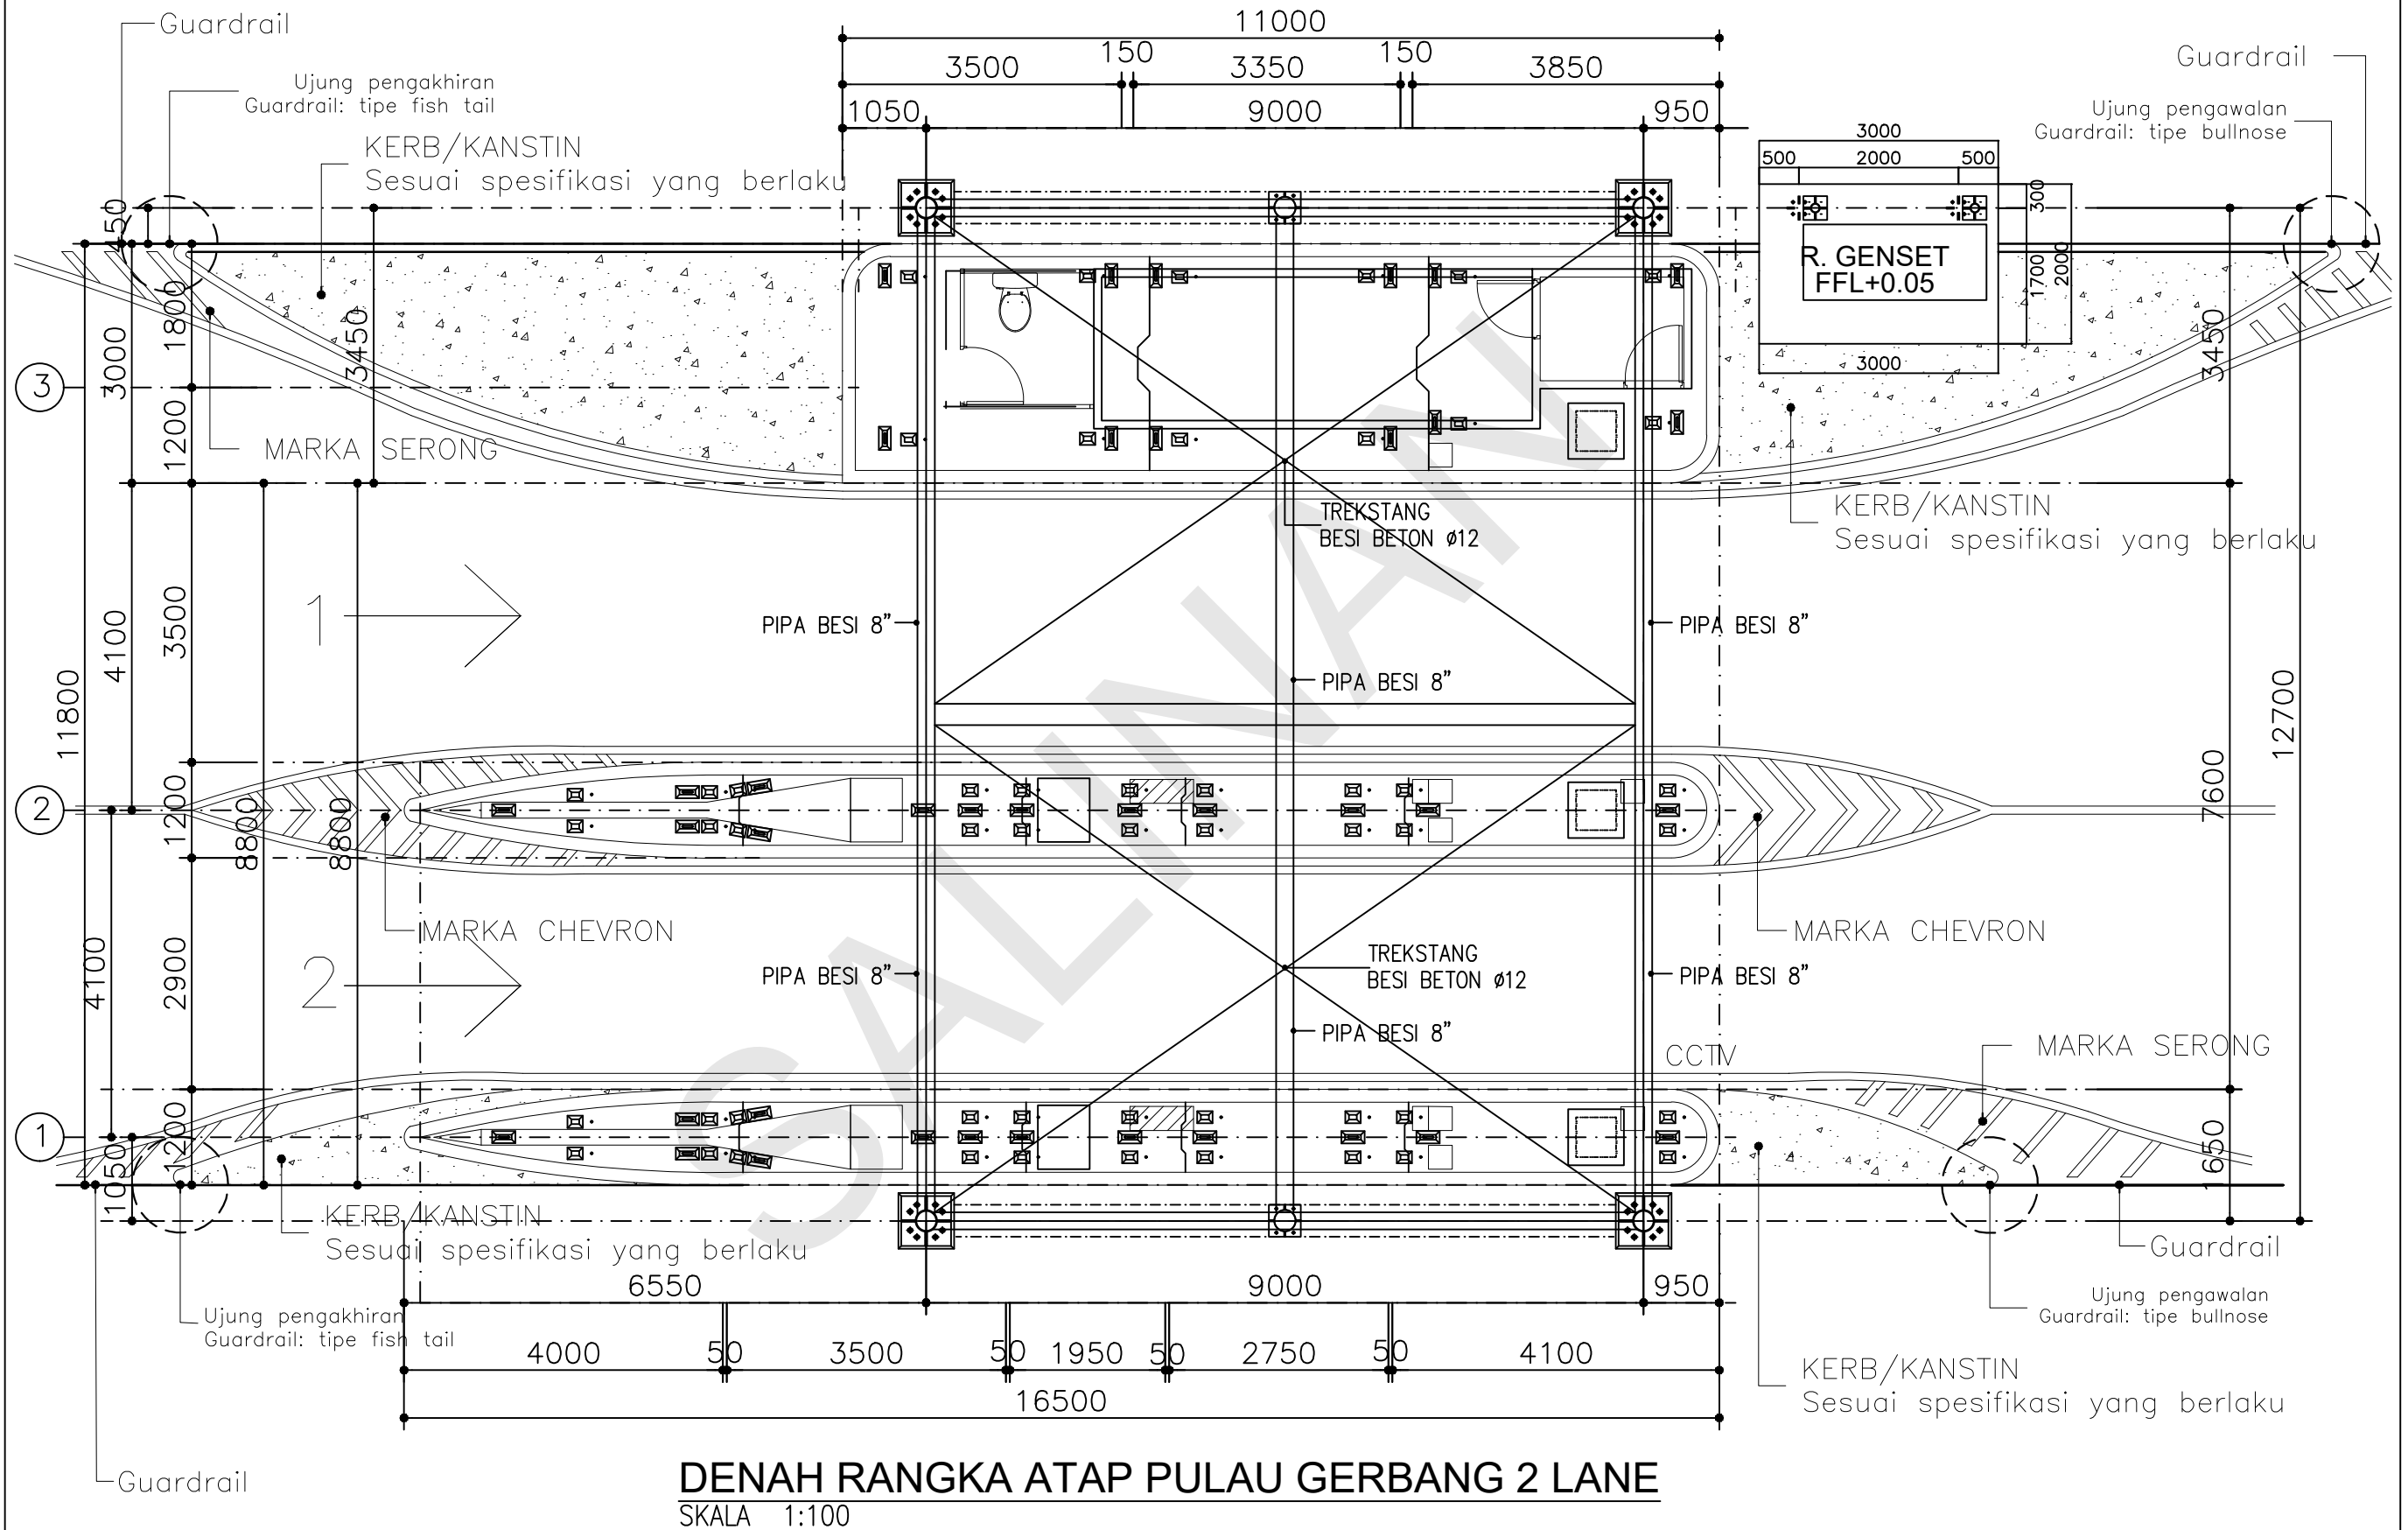 Guardrail
11000
150
150
3500
3350
3850
Guardrail
Ujung pengakhiran
Guardrail: tipe fish tail
1050
9000
950
Ujung pengawalan
Guardrail: tipe bullnose
3000
500
2000
500
KERB/KANSTIN
Sesuai spesifikasi yang berlaku
450
300
R. GENSET
FFL+0.05
1700
2000
1800
3450
3000
3450
3000
3
1200
MARKA SERONG
KERB/KANSTIN
Sesuai spesifikasi yang berlaku
TREKSTANG
BESI BETON ø12
1
3500
4100
PIPA BESI 8”
PIPA BESI 8”
PIPA BESI 8”
11800
12700
7600
2
1200
8800
8800
MARKA CHEVRON
MARKA CHEVRON
4100
2900
2
PIPA BESI 8”
TREKSTANG
BESI BETON ø12
PIPA BESI 8”
PIPA BESI 8”
CCTV
MARKA SERONG
1
1200
1050
1650
KERB/KANSTIN
Sesuai spesifikasi yang berlaku
Guardrail
6550
9000
950
Ujung pengakhiran
Guardrail: tipe fish tail
Ujung pengawalan
Guardrail: tipe bullnose
4000
50
3500
50
1950
50
2750
50
4100
KERB/KANSTIN
Sesuai spesifikasi yang berlaku
16500
Guardrail
SALINAN
DENAH RANGKA ATAP PULAU GERBANG 2 LANE
SKALA 1:100